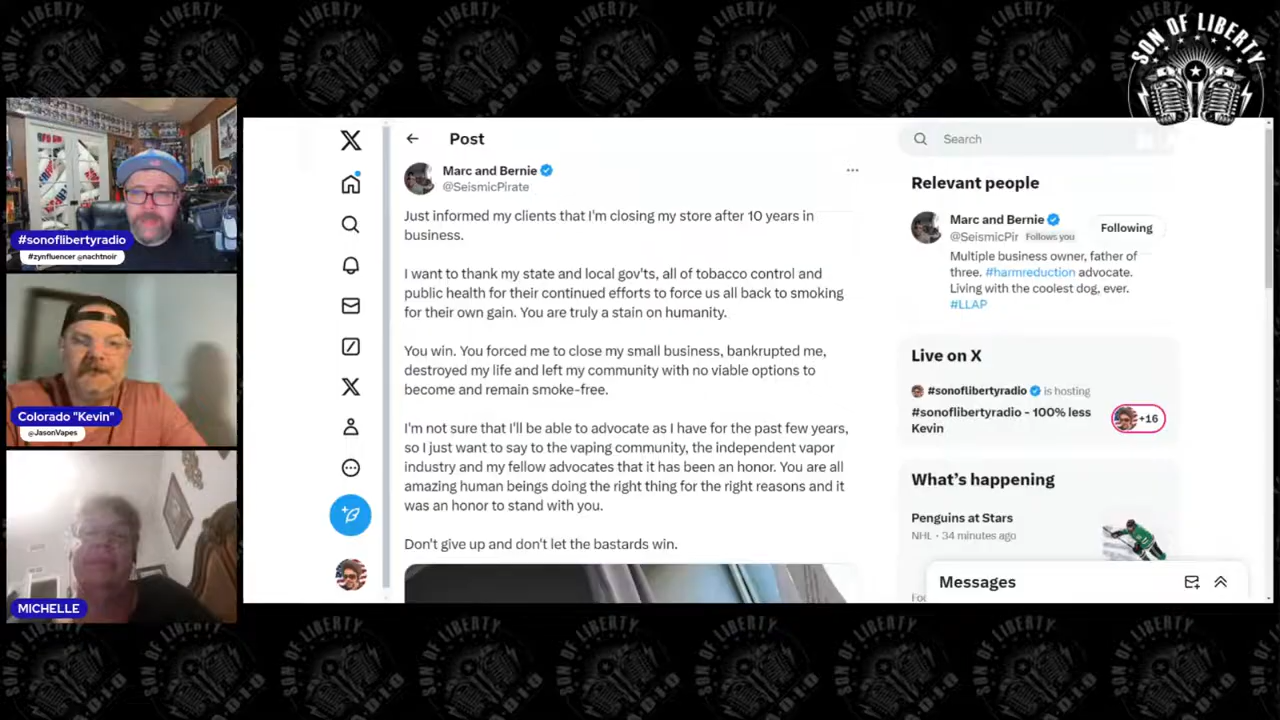 SON OF LIBERTY
#sonoflibertyradio
#zynfluencer @nachtnoir
Colorado "Kevin"
@JasonVapes
MICHELLE
Post
Marc and Bernie
@SeismicPirate
Just informed my clients that I'm closing my store after 10 years in
business.
I want to thank my state and local gov'ts, all of tobacco control and
public health for their continued efforts to force us all back to smoking
for their own gain. You are truly a stain on humanity.
You win. You forced me to close my small business, bankrupted me,
destroyed my life and left my community with no viable options to
become and remain smoke-free.
I'm not sure that I'll be able to advocate as I have for the past few years,
so I just want to say to the vaping community, the independent vapor
industry and my fellow advocates that it has been an honor. You are all
amazing human beings doing the right thing for the right reasons and it
was an honor to stand with you.
Don't give up and don't let the bastards win.
Search
Relevant people
Marc and Bernie
@SeismicPir Follows you
Following
Multiple business owner, father of
three. #harmreduction advocate.
Living with the coolest dog, ever.
#LLAP
Live on X
#sonoflibertyradio is hosting
#sonoflibertyradio - 100% less
Kevin
+16
What's happening
Penguins at Stars
NHL · 34 minutes ago
Messages